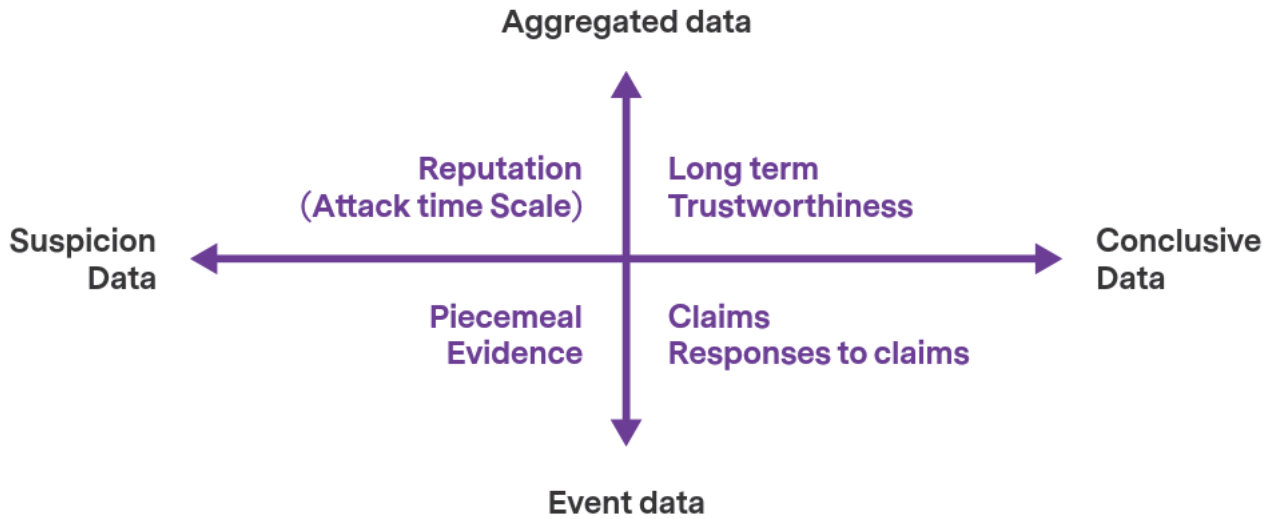 Aggregated data
Reputation
(Attack time Scale)
Long term
Trustworthiness
Suspicion
Data
Conclusive
Data
Piecemeal
Evidence
Claims
Responses to claims
Event data